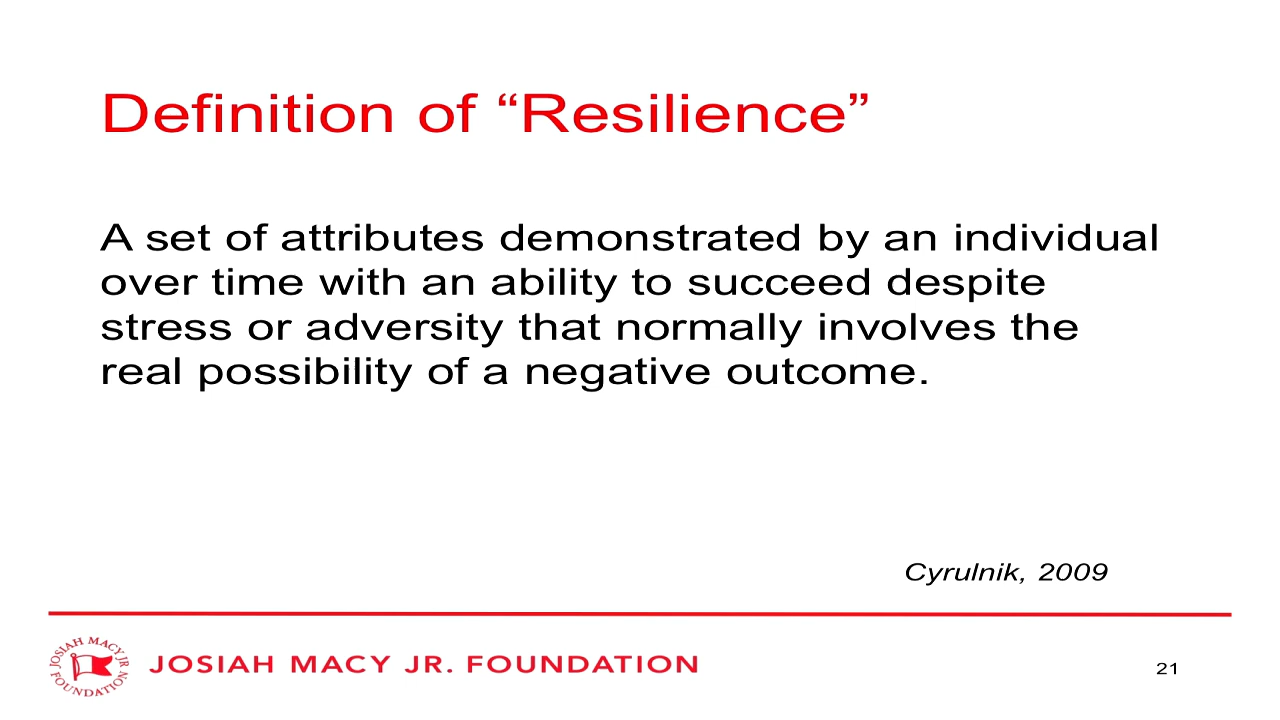 Definition of “Resilience”
A set of attributes demonstrated by an individual
over time with an ability to succeed despite
stress or adversity that normally involves the
real possibility of a negative outcome.
Cyrulnik, 2009
JOSIAH MACY JR
FOUNDATION
JOSIAH MACY JR. FOUNDATION
21